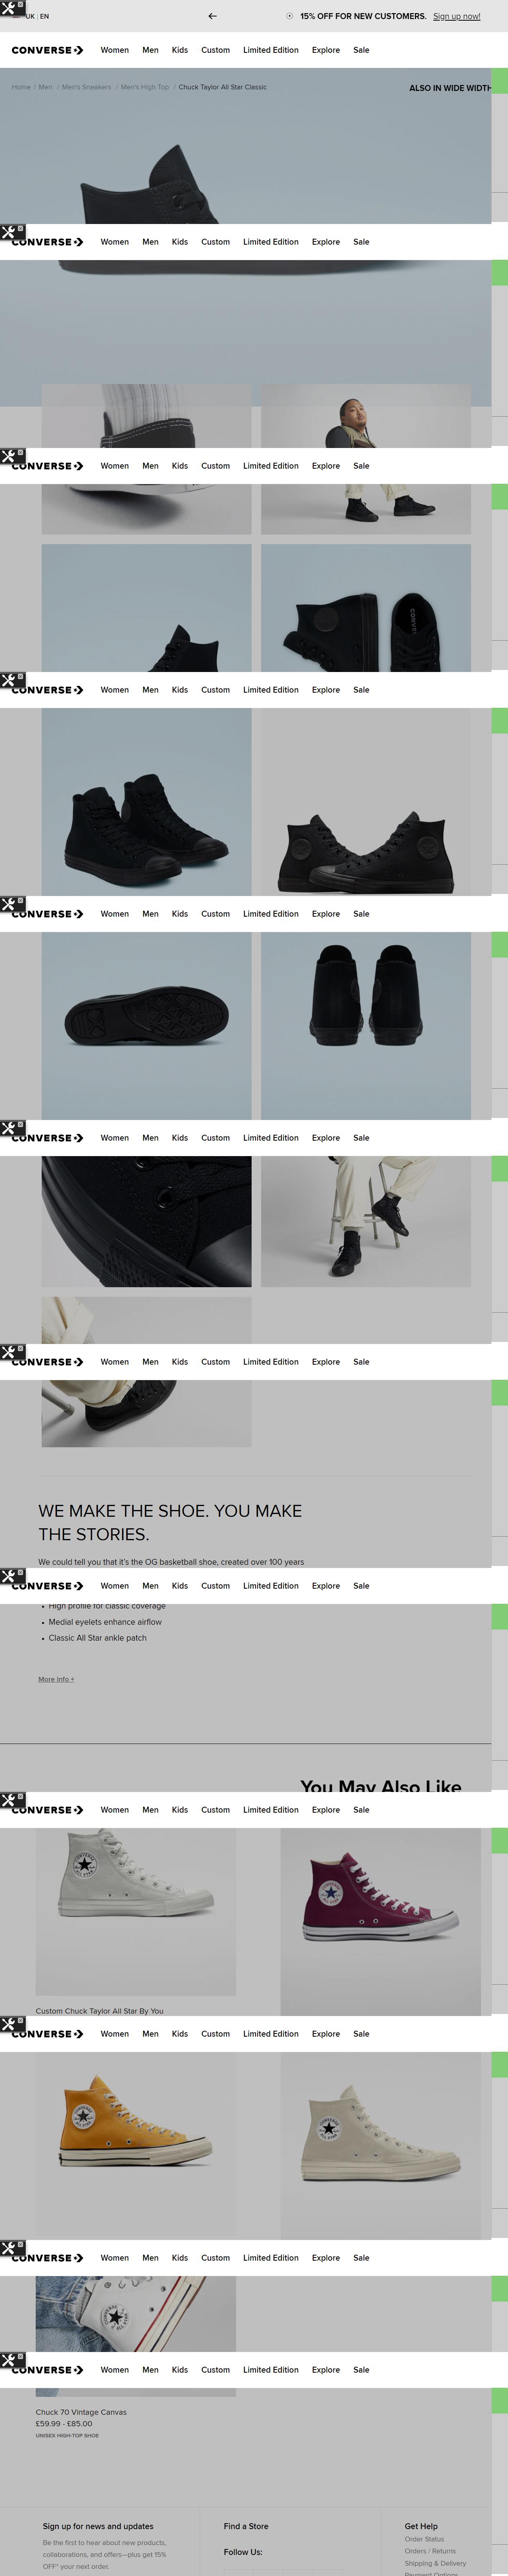 UK | EN
15% OFF FOR NEW CUSTOMERS. Sign up now!
CONVERSE Women Men Kids Custom Limited Edition Explore Sale
Home / Men / Men's Sneakers / Men's High Top / Chuck Taylor All Star Classic
ALSO IN WIDE WIDTH
CONVERSE Women Men Kids Custom Limited Edition Explore Sale
CONVERSE Women Men Kids Custom Limited Edition Explore Sale
CONVERSE Women Men Kids Custom Limited Edition Explore Sale
CONVERSE Women Men Kids Custom Limited Edition Explore Sale
CONVERSE Women Men Kids Custom Limited Edition Explore Sale
CONVERSE Women Men Kids Custom Limited Edition Explore Sale
WE MAKE THE SHOE. YOU MAKE
THE STORIES.
We could tell you that it's the OG basketball shoe, created over 100 years
CONVERSE Women Men Kids Custom Limited Edition Explore Sale
• High profile for classic coverage
• Medial eyelets enhance airflow
• Classic All Star ankle patch
More Info +
You May Also Like
CONVERSE Women Men Kids Custom Limited Edition Explore Sale
Custom Chuck Taylor All Star By You
CONVERSE Women Men Kids Custom Limited Edition Explore Sale
CONVERSE Women Men Kids Custom Limited Edition Explore Sale
CONVERSE Women Men Kids Custom Limited Edition Explore Sale
Chuck 70 Vintage Canvas
£59.99 - £85.00
UNISEX HIGH-TOP SHOE
Sign up for news and updates
Be the first to hear about new products,
collaborations, and offers—plus get 15%
OFF* your next order.
Find a Store
Follow Us:
Get Help
Order Status
Orders / Returns
Shipping & Delivery
Payment Options